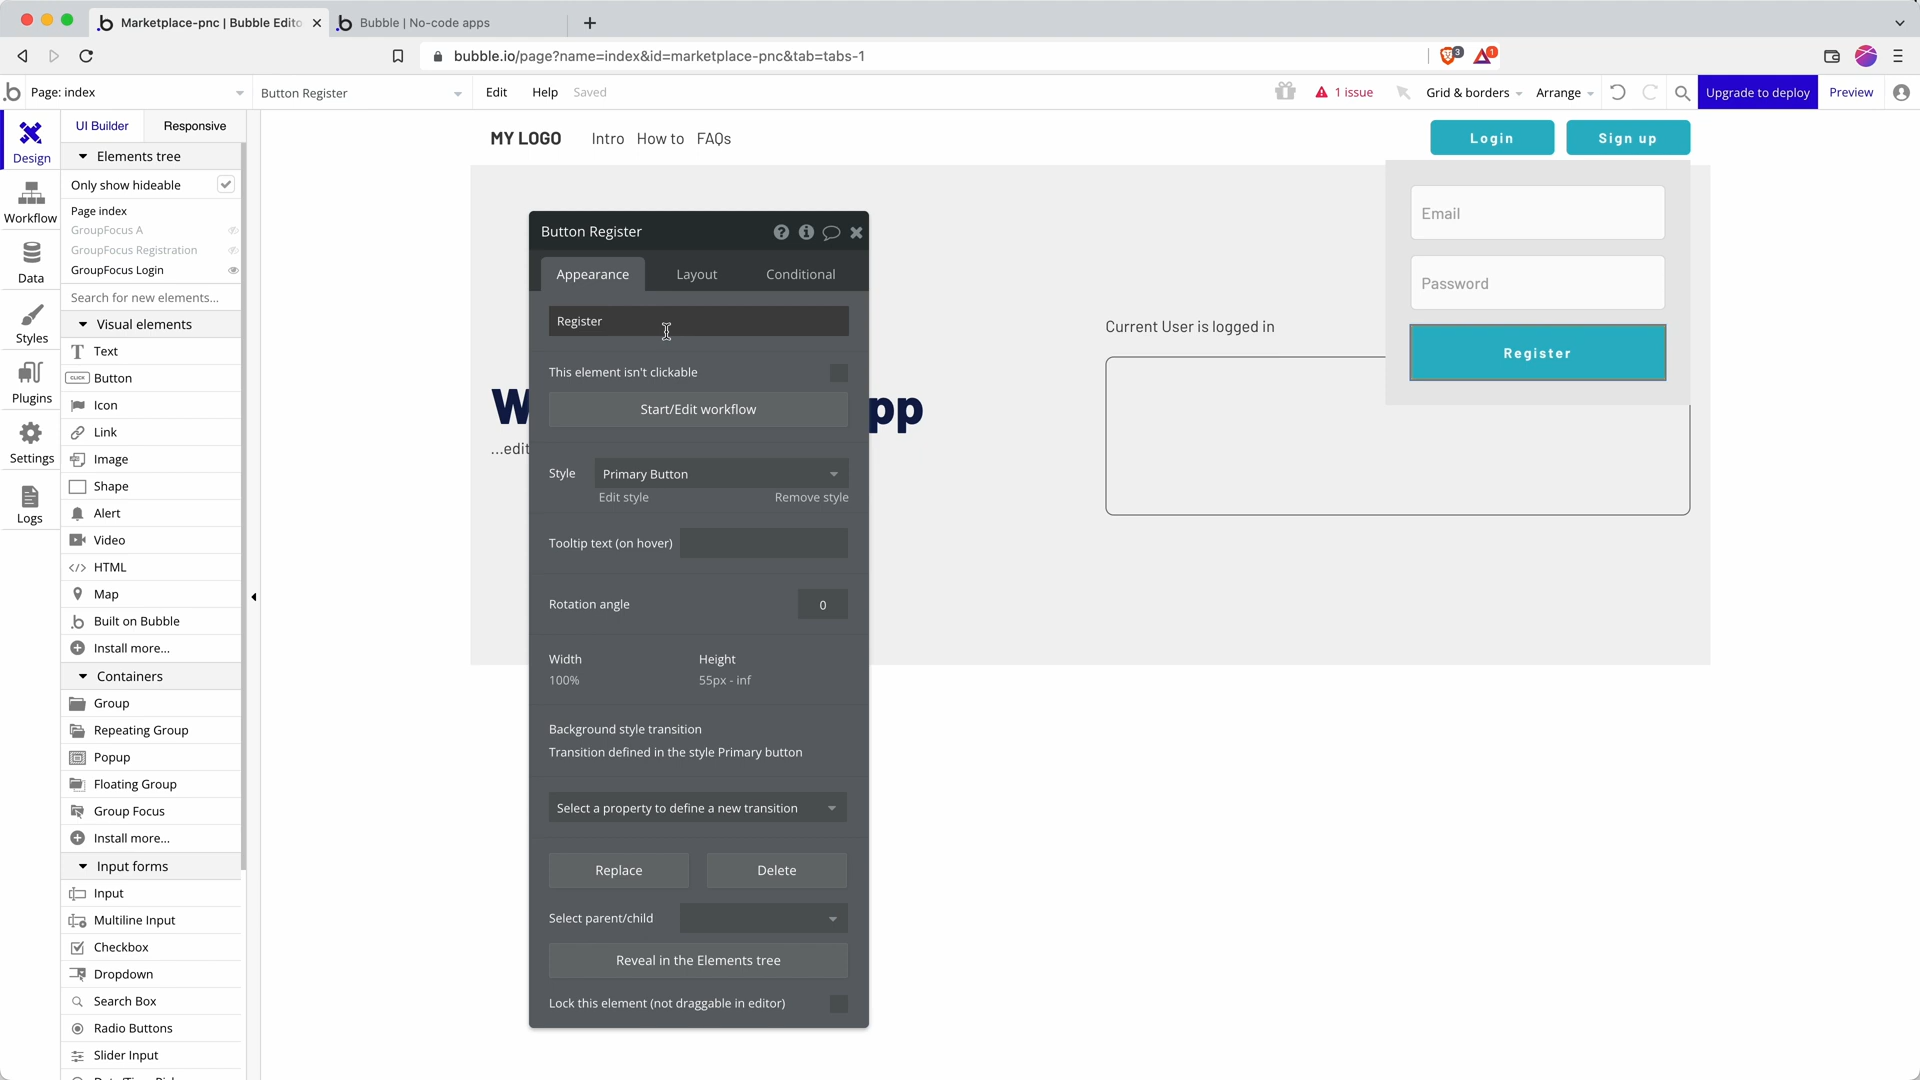 Marketplace-pnc | Bubble Edito
Bubble | No-code apps
bubble.io/page?name=index&id=marketplace-pnc&tab=tabs-1
3
1
Page: index
Button Register
Edit
Help
Saved
1 issue
Grid & borders
Arrange
Upgrade to deploy
Preview
UI Builder
Responsive
Design
Workflow
Data
Styles
Plugins
Settings
Logs
Elements tree
Only show hideable
Page index
GroupFocus A
GroupFocus Registration
GroupFocus Login
Search for new elements...
Visual elements
Text
CLICK
Button
Icon
Link
Image
Shape
Alert
Video
HTML
Map
Built on Bubble
Install more...
Containers
Group
Repeating Group
Popup
Floating Group
Group Focus
Install more...
Input forms
Input
Multiline Input
Checkbox
Dropdown
Search Box
Radio Buttons
Slider Input
MY LOGO
Intro
How to
FAQs
Login
Sign up
Email
Password
Register
Current User is logged in
W
pp
...edit
Button Register
Appearance
Layout
Conditional
Register
This element isn't clickable
Start/Edit workflow
Style
Primary Button
Edit style
Remove style
Tooltip text (on hover)
Rotation angle
0
Width
Height
100%
55px - inf
Background style transition
Transition defined in the style Primary button
Select a property to define a new transition
Replace
Delete
Select parent/child
Reveal in the Elements tree
Lock this element (not draggable in editor)